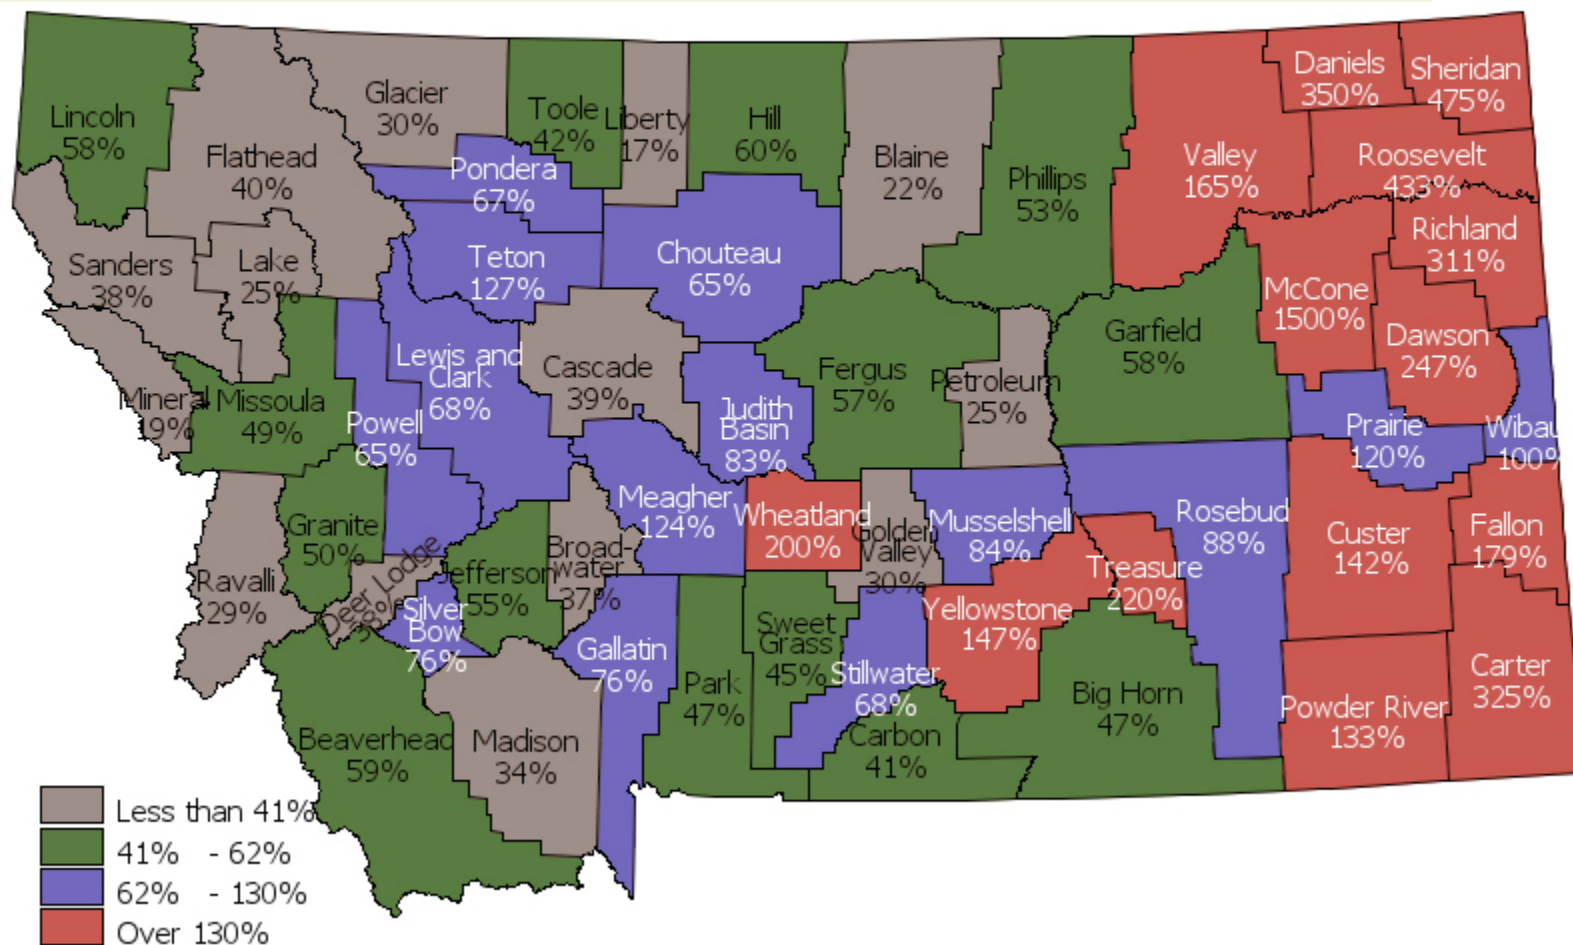 Lincoln
58%
Flathead
40%
Glacier
30%
Toole
42%
Liberty
17%
Hill
60%
Blaine
22%
Phillips
53%
Valley
165%
Daniels
350%
Sheridan
475%
Roosevelt
433%
Pondera
67%
Teton
127%
Chouteau
65%
Richland
311%
McCone
1500%
Dawson
247%
Garfield
58%
Sanders
38%
Lake
25%
Mineral
19%
Missoula
49%
Powell
65%
Lewis and
Clark
68%
Cascade
39%
Judith
Basin
83%
Fergus
57%
Petroleum
25%
Prairie
120%
Wibau
100%
Granite
50%
Ravalli
29%
Deer Lodge
38%
Silver
Bow
76%
Jefferson
55%
Broad-
water
37%
Meagher
124%
Wheatland
200%
Golden
Valley
30%
Musselshell
84%
Rosebud
88%
Treasure
220%
Custer
142%
Fallon
179%
Gallatin
76%
Park
47%
Sweet
Grass
45%
Stillwater
68%
Yellowstone
147%
Carbon
41%
Big Horn
47%
Powder River
133%
Carter
325%
Beaverhead
59%
Madison
34%
Less than 41%
41% - 62%
62% - 130%
Over 130%